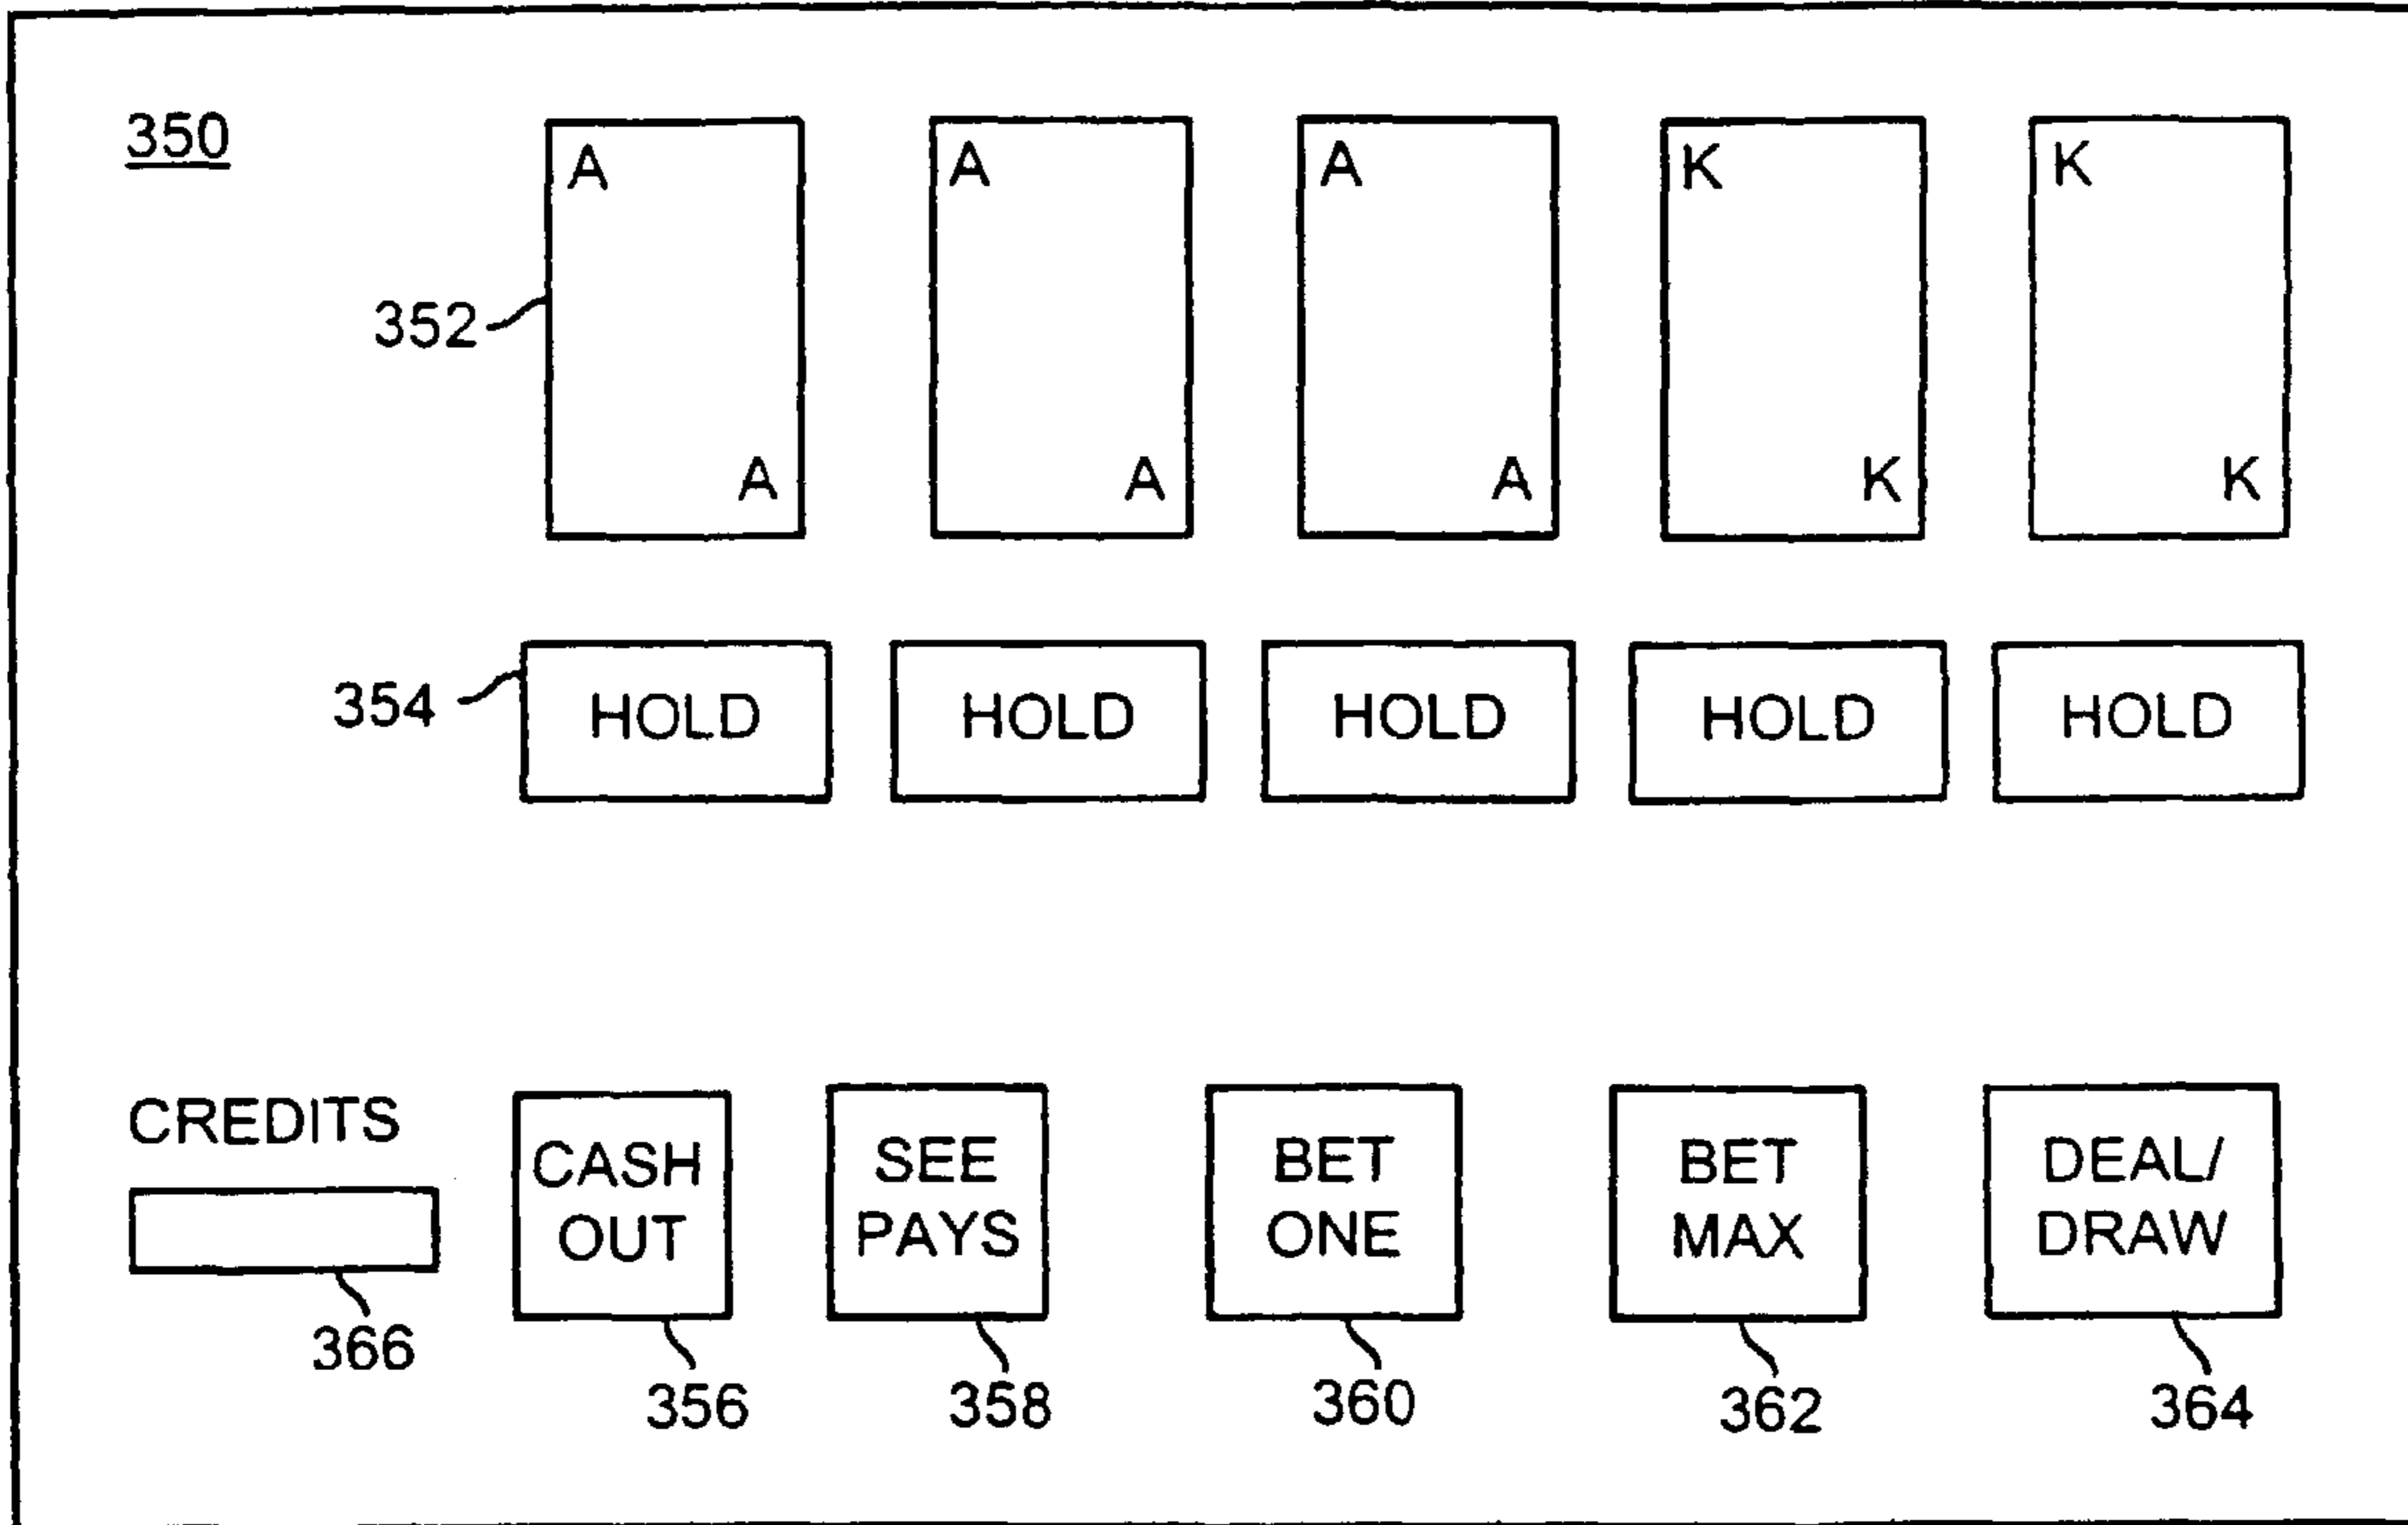 350
A A A K K
352
A A A K K
354 HOLD HOLD HOLD HOLD HOLD
CREDITS
CASH OUT
SEE PAYS
BET ONE
BET MAX
DEAL/ DRAW
366
356
358
360
362
364